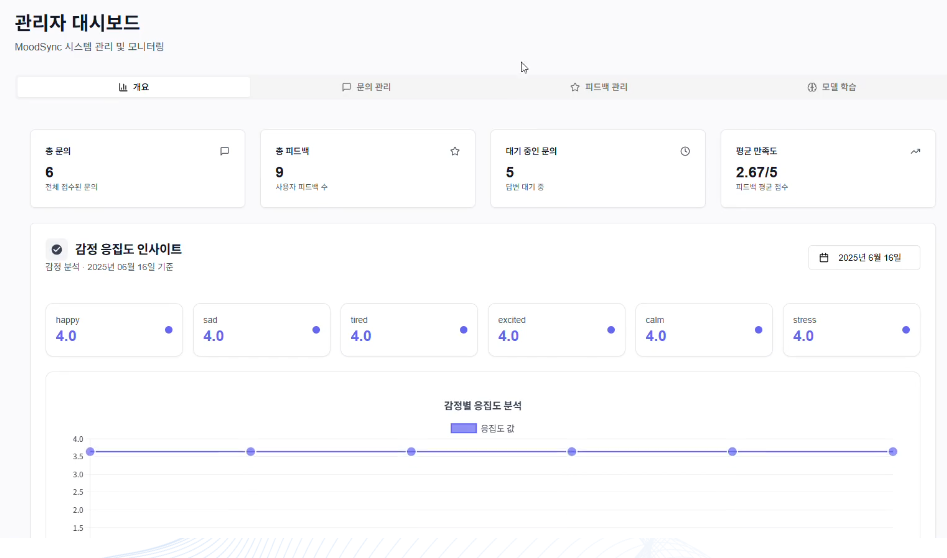 관리자 대시보드
MoodSync 시스템 관리 및 모니터링
개요
문의 관리
피드백 관리
모델 학습
총 문의
6
전체 접수된 문의
총 피드백
9
사용자 피드백 수
대기 중인 문의
5
답변 대기 중
평균 만족도
2.67/5
피드백 평균 점수
감정 응집도 인사이트
감정 분석 - 2025년 06월 16일 기준
2025년 6월 16일
happy
4.0
sad
4.0
tired
4.0
excited
4.0
calm
4.0
stress
4.0
감정별 응집도 분석
응집도 값
4.0
3.5
3.0
2.5
2.0
1.5